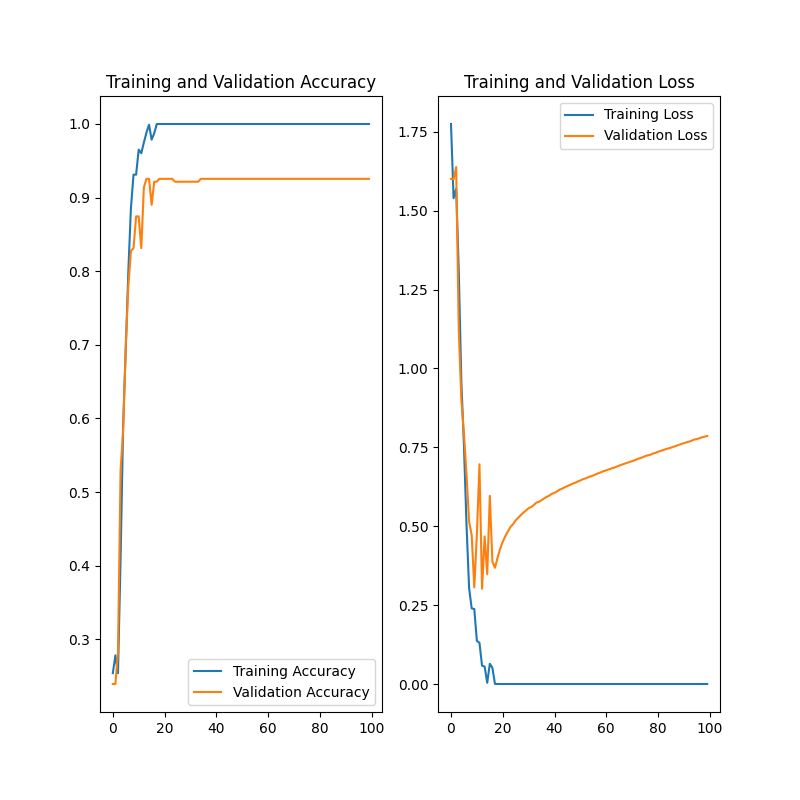 Training and Validation Accuracy
1.0
0.9
0.8
0.7
0.6
0.5
0.4
0.3
0 20 40 60 80 100
Training Accuracy
Validation Accuracy
Training and Validation Loss
1.75
1.50
1.25
1.00
0.75
0.50
0.25
0.00
0 20 40 60 80 100
Training Loss
Validation Loss